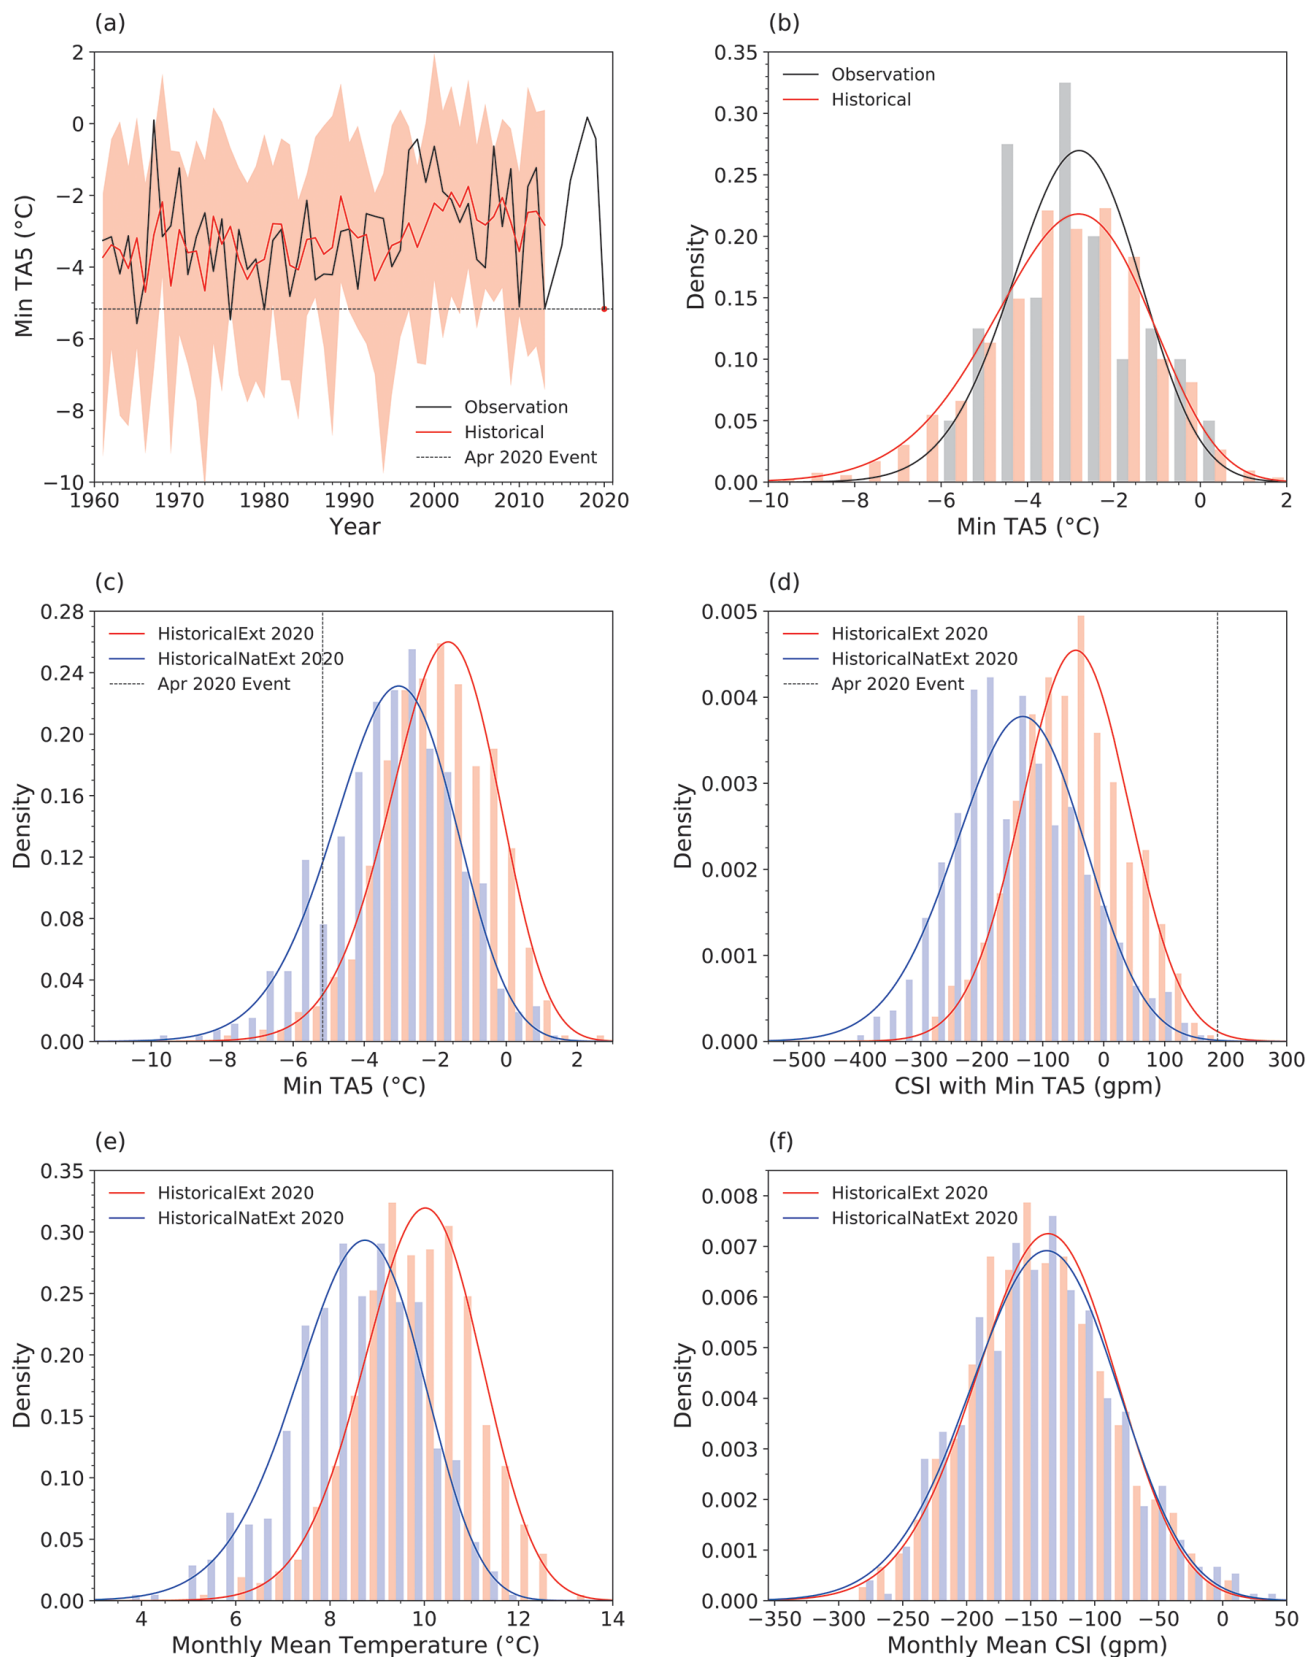 (a)
2
0
−2
−4
−6
−8
−10
Min TA5 (°C)
Observation
Historical
Apr 2020 Event
1960 1970 1980 1990 2000 2010 2020
Year
(b)
0.35
0.30
0.25
0.20
0.15
0.10
0.05
0.00
Density
Observation
Historical
−10 −8 −6 −4 −2 0 2
Min TA5 (°C)
(c)
0.28
0.24
0.20
0.16
0.12
0.08
0.04
0.00
Density
HistoricalExt 2020
HistoricalNatExt 2020
Apr 2020 Event
−10 −8 −6 −4 −2 0 2
Min TA5 (°C)
(d)
0.005
0.004
0.003
0.002
0.001
0.000
Density
HistoricalExt 2020
HistoricalNatExt 2020
Apr 2020 Event
−500 −400 −300 −200 −100 0 100 200 300
CSI with Min TA5 (gpm)
(e)
0.35
0.30
0.25
0.20
0.15
0.10
0.05
0.00
Density
HistoricalExt 2020
HistoricalNatExt 2020
4 6 8 10 12 14
Monthly Mean Temperature (°C)
(f)
0.008
0.007
0.006
0.005
0.004
0.003
0.002
0.001
0.000
Density
HistoricalExt 2020
HistoricalNatExt 2020
−350 −300 −250 −200 −150 −100 −50 0 50
Monthly Mean CSI (gpm)